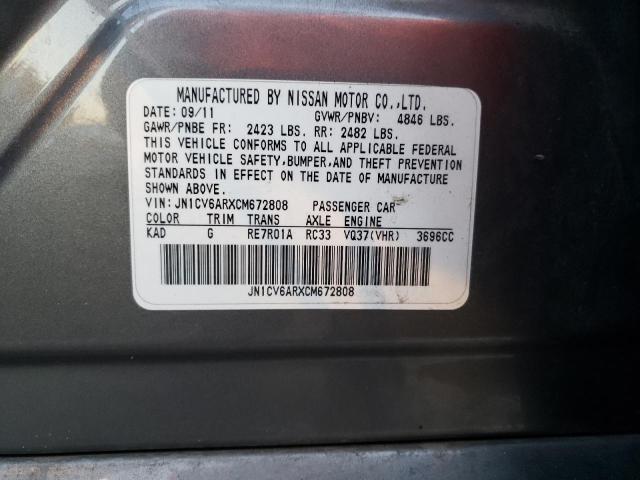 MANUFACTURED BY NISSAN MOTOR CO.,LTD.
DATE: 09/11 GVWR/PNBV: 4846 LBS.
GAWR/PNBE FR: 2423 LBS. RR: 2482 LBS.
THIS VEHICLE CONFORMS TO ALL APPLICABLE FEDERAL
MOTOR VEHICLE SAFETY,BUMPER,AND THEFT PREVENTION
STANDARDS IN EFFECT ON THE DATE OF MANUFACTURE
SHOWN ABOVE.
VIN: JN1CV6ARXCM672808 PASSENGER CAR
COLOR TRIM TRANS AXLE ENGINE
KAD G RE7R01A RC33 VQ37(VHR) 3696CC
JN1CV6ARXCM672808